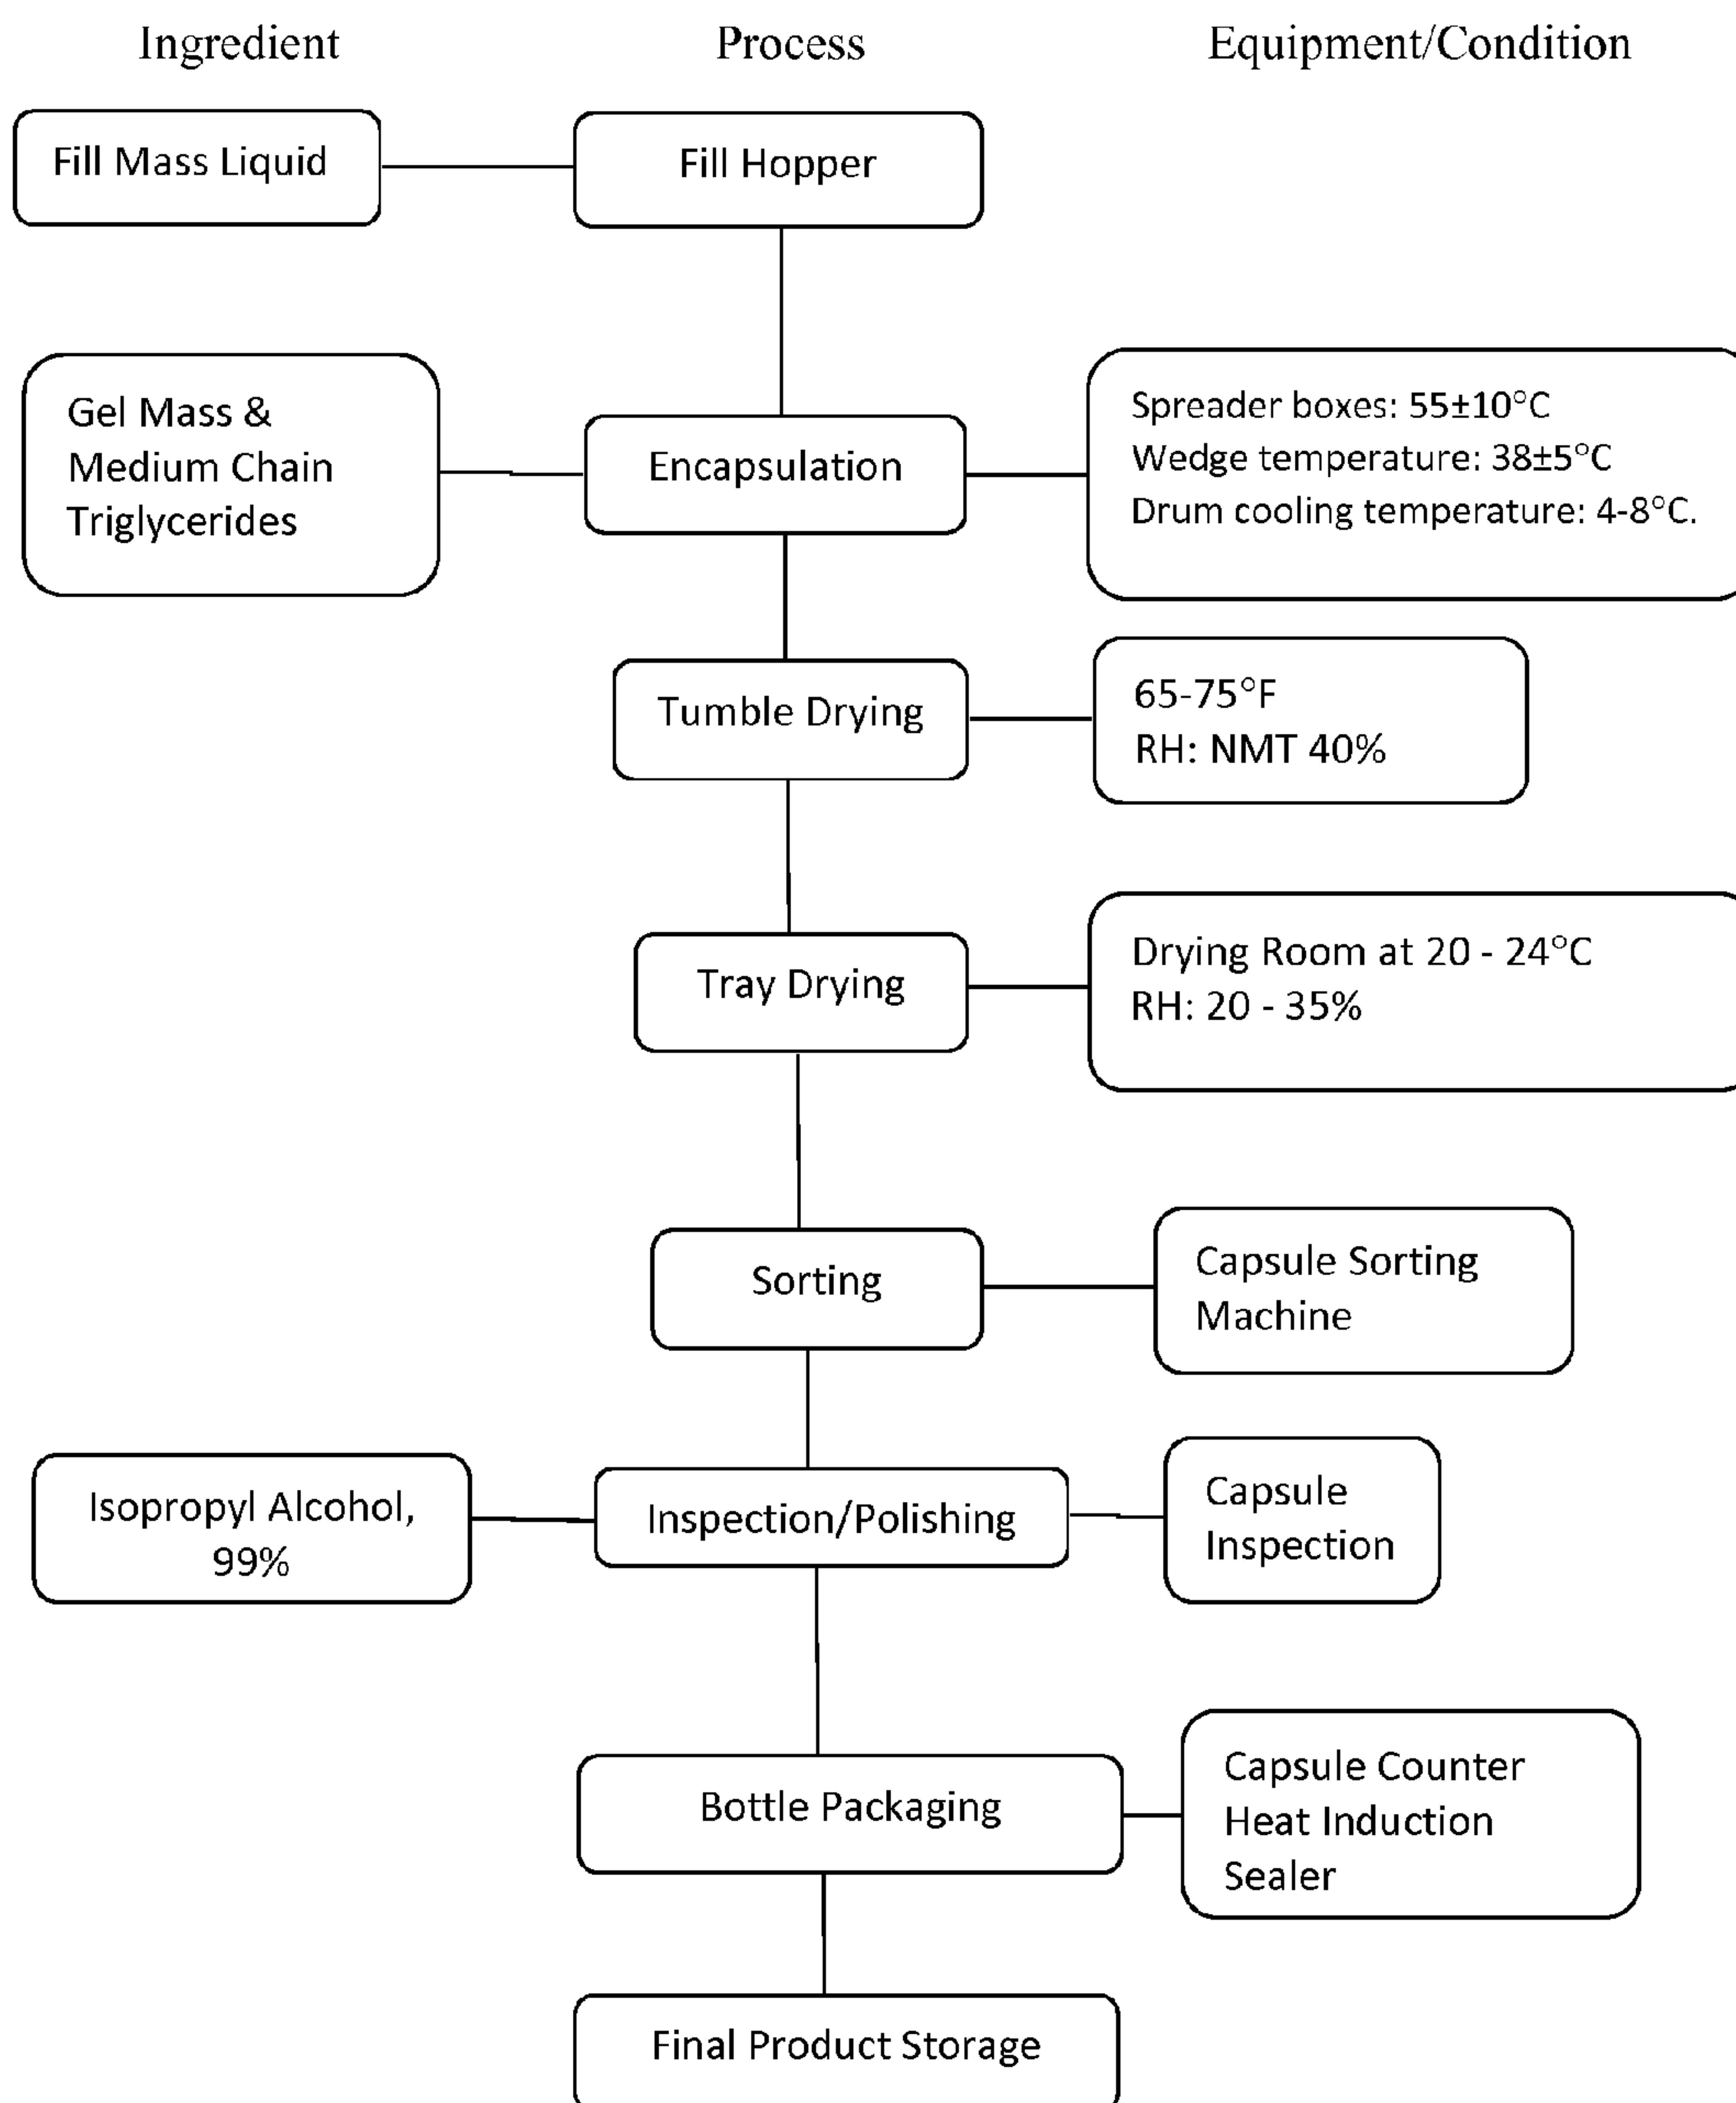 Ingredient
Process
Equipment/Condition
Fill Mass Liquid
Fill Hopper
Gel Mass &
Medium Chain
Triglycerides
Encapsulation
Spreader boxes: 55±10°C
Wedge temperature: 38±5°C
Drum cooling temperature: 4-8°C.
Tumble Drying
65-75°F
RH: NMT 40%
Tray Drying
Drying Room at 20 - 24°C
RH: 20 - 35%
Sorting
Capsule Sorting
Machine
Isopropyl Alcohol,
99%
Inspection/Polishing
Capsule
Inspection
Bottle Packaging
Capsule Counter
Heat Induction
Sealer
Final Product Storage